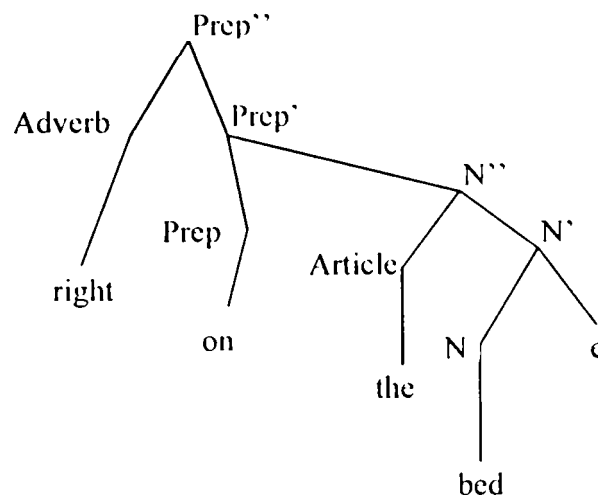 Prep’’
Adverb
Prep’
N’’
Prep
Article
N’
right
on
N
e
the
bed